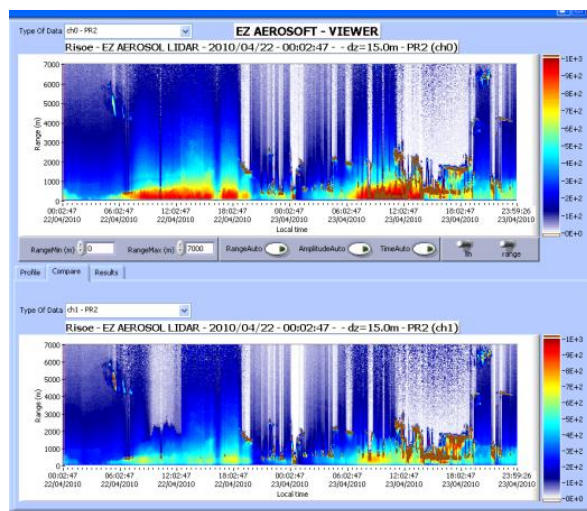 EZ AEROSOFT - VIEWER
Type Of Data ch0 - PR2
Risoe - EZ AEROSOL LIDAR - 2010/04/22 - 00:02:47 - - dz=15.0m - PR2 (ch0)
7000
6000
5000
4000
3000
2000
1000
0
Range (m)
-1E+3
-9E+2
-8E+2
-7E+2
-6E+2
-5E+2
-4E+2
-3E+2
-2E+2
-1E+2
-0E+0
00:02:47 06:02:47 12:02:47 18:02:47 00:02:47 06:02:47 12:02:47 18:02:47 23:59:26
22/04/2010 22/04/2010 22/04/2010 22/04/2010 23/04/2010 23/04/2010 23/04/2010 23/04/2010 23/04/2010
Local time
RangeMin (m) 0 RangeMax (m) 7000 RangeAuto AmplitudeAuto TimeAuto range
Profile Compare Results
Type Of Data ch1 - PR2
Risoe - EZ AEROSOL LIDAR - 2010/04/22 - 00:02:47 - - dz=15.0m - PR2 (ch1)
7000
6000
5000
4000
3000
2000
1000
0
Range (m)
-1E+3
-9E+2
-8E+2
-7E+2
-6E+2
-5E+2
-4E+2
-3E+2
-2E+2
-1E+2
-0E+0
00:02:47 06:02:47 12:02:47 18:02:47 00:02:47 06:02:47 12:02:47 18:02:47 23:59:26
22/04/2010 22/04/2010 22/04/2010 22/04/2010 23/04/2010 23/04/2010 23/04/2010 23/04/2010 23/04/2010
Local time